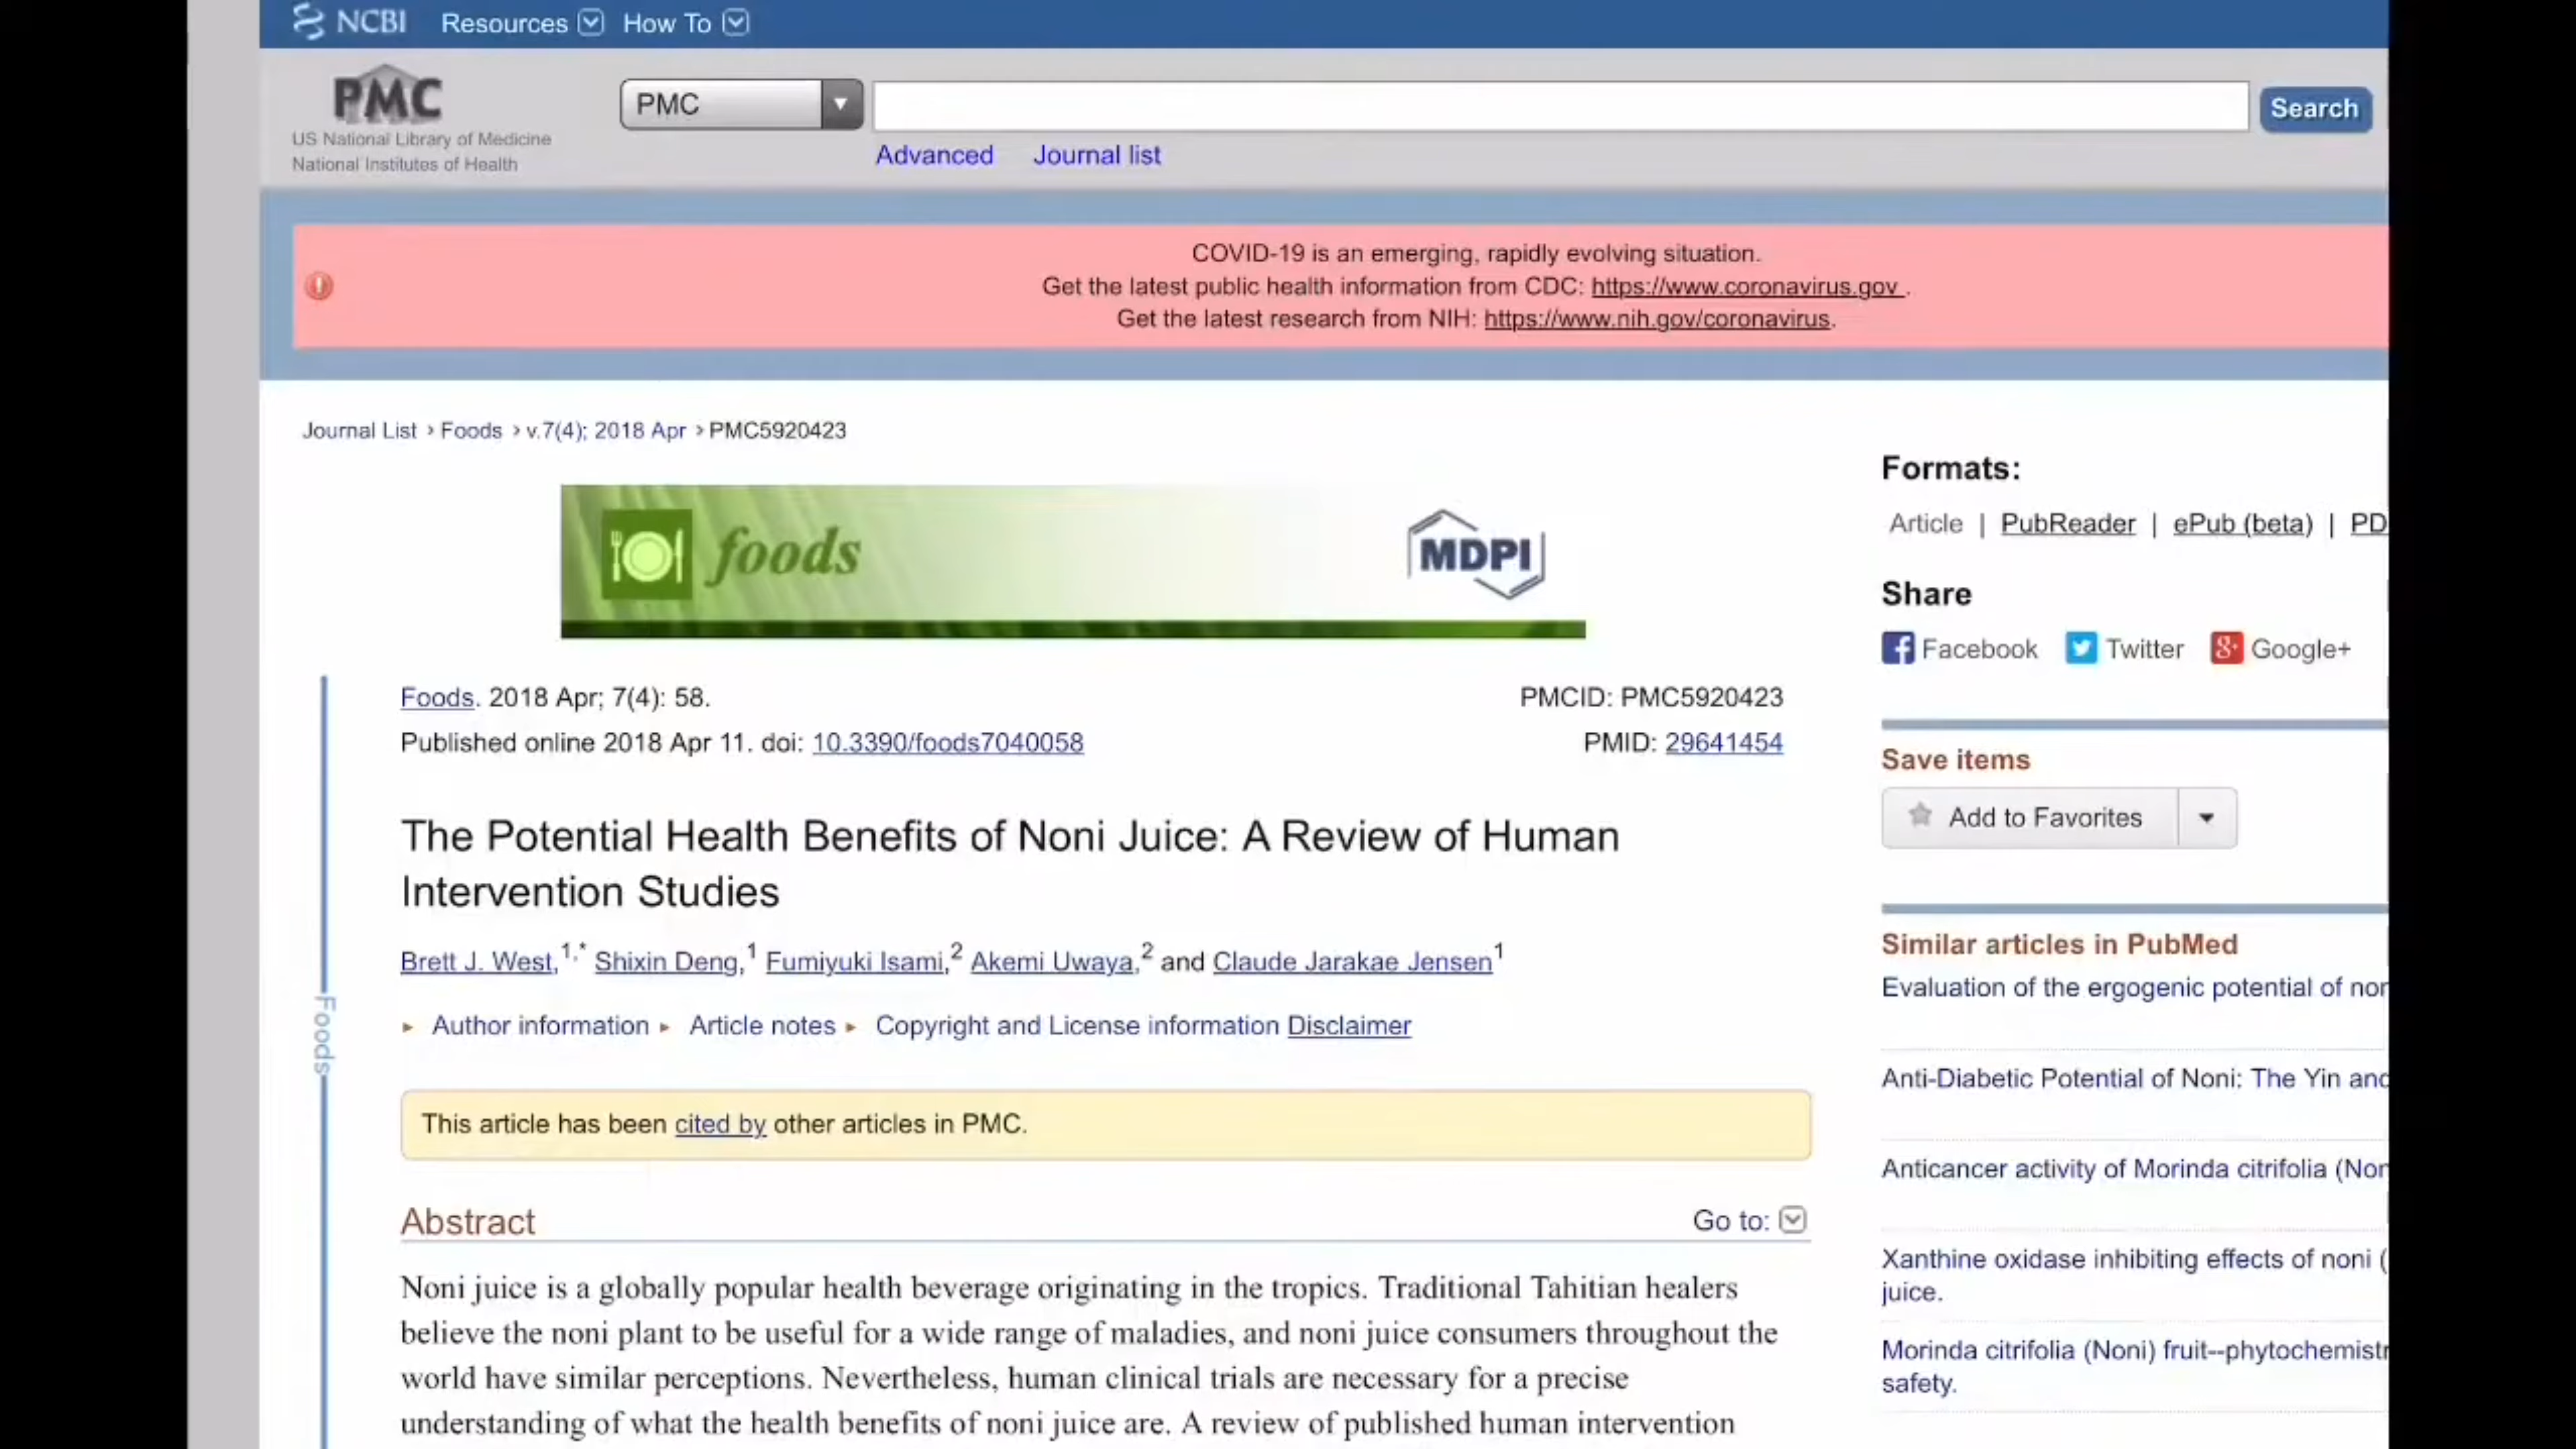 NCBI Resources How To
PMC
US National Library of Medicine
National Institutes of Health
PMC
Search
Advanced Journal list
COVID-19 is an emerging, rapidly evolving situation.
Get the latest public health information from CDC: https://www.coronavirus.gov .
Get the latest research from NIH: https://www.nih.gov/coronavirus.
Journal List > Foods > v.7(4); 2018 Apr > PMC5920423
foods
MDPI
Foods. 2018 Apr; 7(4): 58.
PMCID: PMC5920423
Published online 2018 Apr 11. doi: 10.3390/foods7040058
PMID: 29641454
The Potential Health Benefits of Noni Juice: A Review of Human
Intervention Studies
Brett J. West,1,* Shixin Deng,1 Fumiyuki Isami,2 Akemi Uwaya,2 and Claude Jarakae Jensen1
Author information Article notes Copyright and License information Disclaimer
This article has been cited by other articles in PMC.
Abstract
Go to:
Noni juice is a globally popular health beverage originating in the tropics. Traditional Tahitian healers
believe the noni plant to be useful for a wide range of maladies, and noni juice consumers throughout the
world have similar perceptions. Nevertheless, human clinical trials are necessary for a precise
understanding of what the health benefits of noni juice are. A review of published human intervention
Foods
Formats:
Article | PubReader | ePub (beta) | PD
Share
Facebook Twitter Google+
Save items
Add to Favorites
Similar articles in PubMed
Evaluation of the ergogenic potential of
Anti-Diabetic Potential of Noni: The Yin and
Anticancer activity of Morinda citrifolia (Non
Xanthine oxidase inhibiting effects of noni (
juice.
Morinda citrifolia (Noni) fruit--phytochemistr
safety.